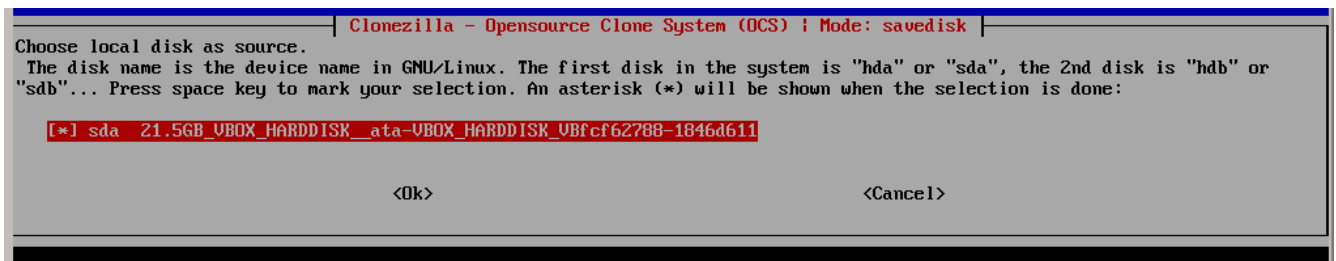 Clonezilla - Opensource Clone System (OCS) | Mode: savedisk
Choose local disk as source.
The disk name is the device name in GNU/Linux. The first disk in the system is "hda" or "sda", the 2nd disk is "hdb" or
"sdb"... Press space key to mark your selection. An asterisk (*) will be shown when the selection is done:
[*] sda 21.5GB_VBOX_HARDDISK__ata-VBOX_HARDDISK_VBfcf62788-1846d611
<Ok> <Cancel>